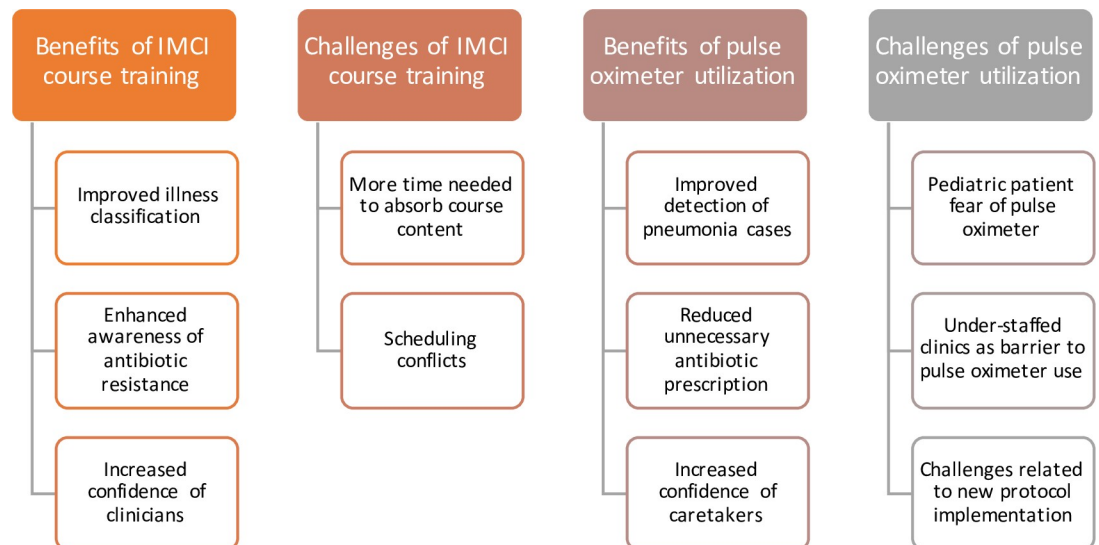 Benefits of IMCI
course training
Improved illness
classification
Enhanced
awareness of
antibiotic
resistance
Increased
confidence of
clinicians
Challenges of IMCI
course training
More time needed
to absorb course
content
Scheduling
conflicts
Benefits of pulse
oximeter utilization
Improved
detection of
pneumonia cases
Reduced
unnecessary
antibiotic
prescription
Increased
confidence of
caretakers
Challenges of pulse
oximeter utilization
Pediatric patient
fear of pulse
oximeter
Under-staffed
clinics as barrier to
pulse oximeter use
Challenges related
to new protocol
implementation